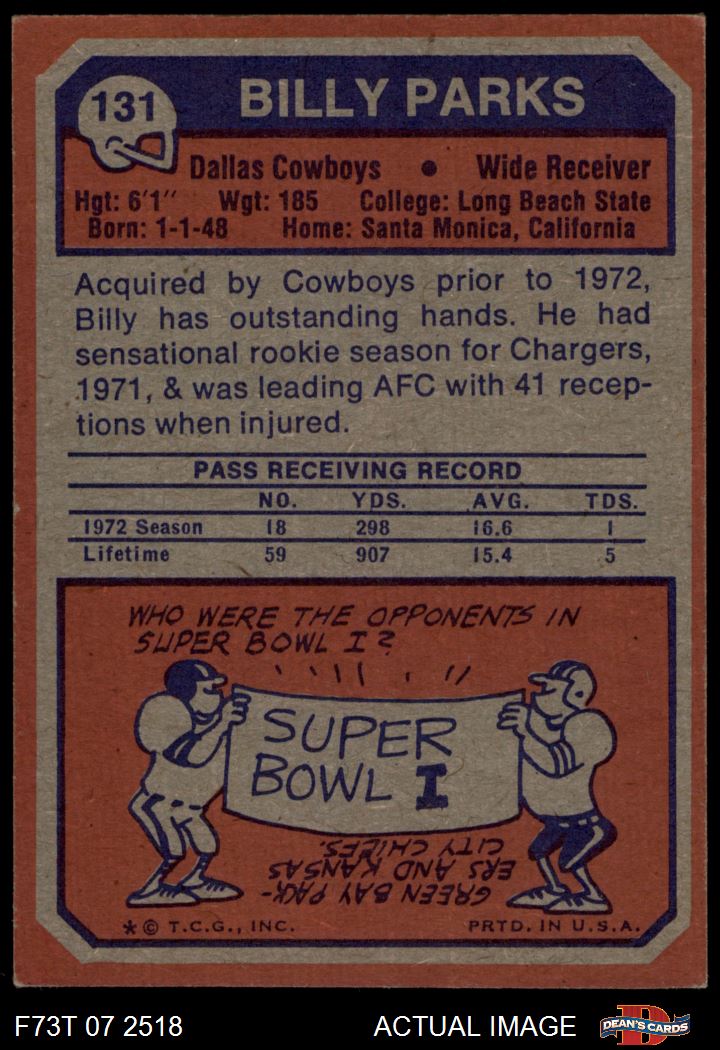 131
BILLY PARKS
Dallas Cowboys • Wide Receiver
Hgt: 6'1" Wgt: 185 College: Long Beach State
Born: 1-1-48 Home: Santa Monica, California
Acquired by Cowboys prior to 1972,
Billy has outstanding hands. He had
sensational rookie season for Chargers,
1971, & was leading AFC with 41 recep-
tions when injured.
PASS RECEIVING RECORD
NO. YDS. AVG. TDS.
1972 Season 18 298 16.6 1
Lifetime 59 907 15.4 5
WHO WERE THE OPPONENTS IN
SUPER BOWL I?
SUPER
BOWL I
GREEN BAY PACK-
ERS AND KANSAS
CITY CHIEFS.
*© T.C.G., INC. PRTD. IN U.S.A.
F73T 07 2518 ACTUAL IMAGE
D
DEAN'S CARDS